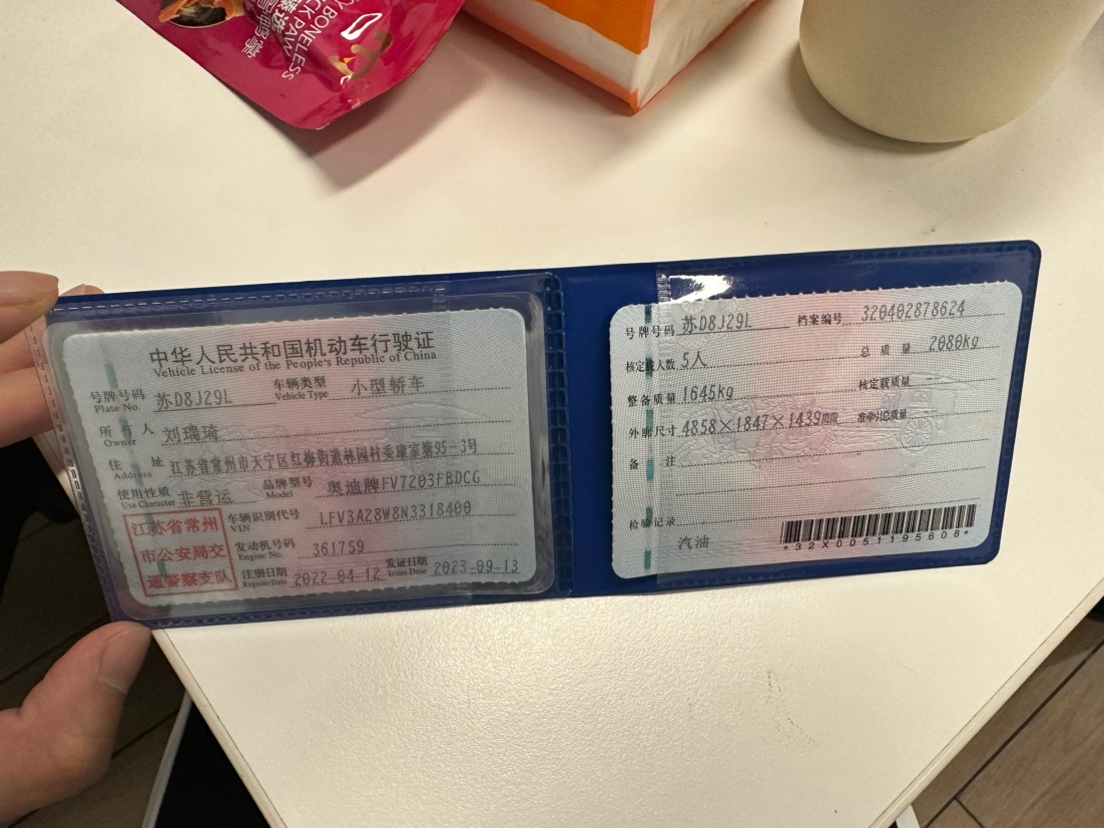 Y BONELESS
CK PAW
中华人民共和国机动车行驶证
Vehicle License of the People's Republic of China
号牌号码 苏D8J29L 车辆类型 小型轿车
Plate No. Vehicle Type
所有人 刘瑞琦
Owner
住址 江苏省常州市天宁区红梅街道林园村委康家塘95-3号
Address
使用性质 非营运 品牌型号 奥迪牌FV7203FBDCG
Use Character Model
江苏省常州
市公安局交
通警察支队
车辆识别代号 LFV3A28W8N3318400
VIN
发动机号码 361759
Engine No.
注册日期 2022-04-12 发证日期 2023-09-13
Register Date Issue Date
号牌号码 苏D8J29L 档案编号 320402878624
核定载人数 5人 总质量 2080kg
整备质量 1645kg 核定载质量
外廓尺寸 4858×1847×1439mm 准牵引总质量
备注
检验记录
汽油
*32X0051195608*